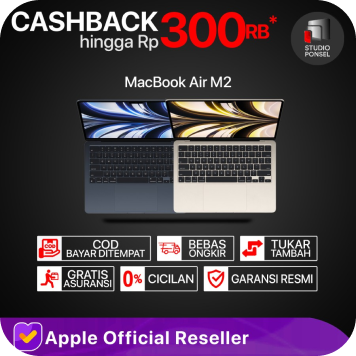 CASHBACK
hingga Rp 300RB*
STUDIO
PONSEL
MacBook Air M2
COD
BAYAR DITEMPAT
BEBAS
ONGKIR
TUKAR
TAMBAH
GRATIS
ASURANSI
0% CICILAN
GARANSI RESMI
Apple Official Reseller